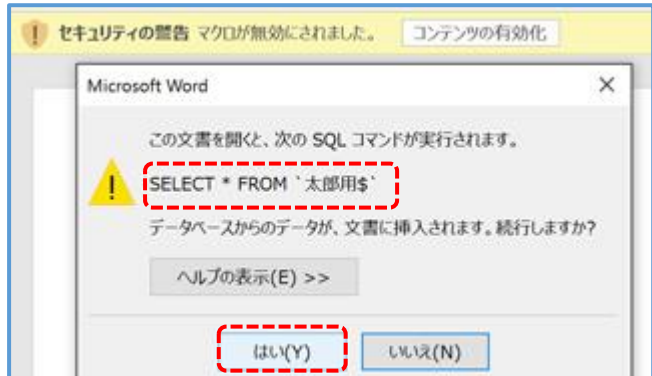 セキュリティの警告 マクロが無効にされました。 コンテンツの有効化
Microsoft Word
この文書を開くと、次の SQL コマンドが実行されます。
SELECT * FROM `太郎用$`
データベースからのデータが、文書に挿入されます。続行しますか?
ヘルプの表示(E) >>
はい(Y) いいえ(N)